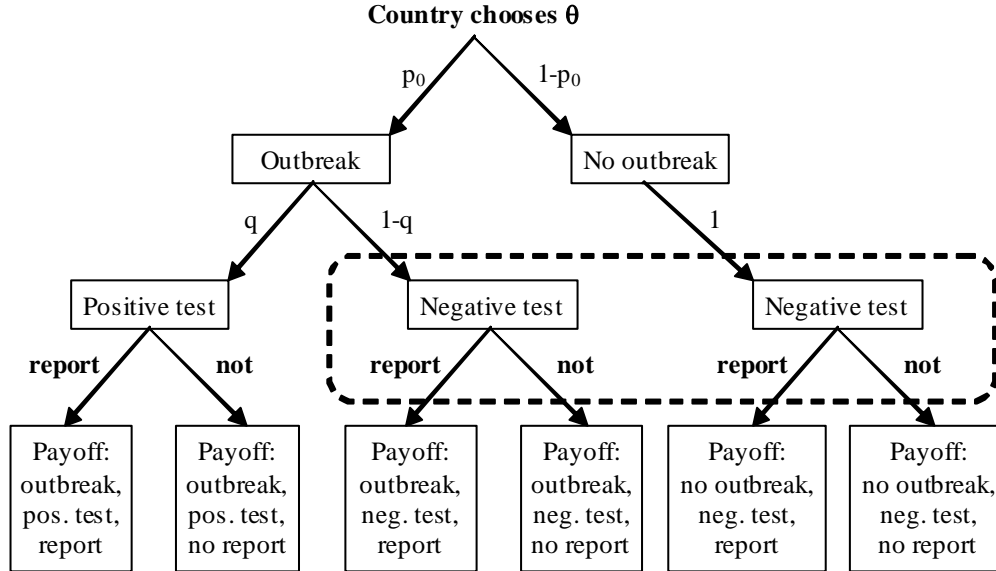 Country chooses θ
p0
1-p0
Outbreak
No outbreak
q
1-q
1
Positive test
Negative test
Negative test
report
not
report
not
report
not
Payoff:
outbreak,
pos. test,
report
Payoff:
outbreak,
pos. test,
no report
Payoff:
outbreak,
neg. test,
report
Payoff:
outbreak,
neg. test,
no report
Payoff:
no outbreak,
neg. test,
report
Payoff:
no outbreak,
neg. test,
no report